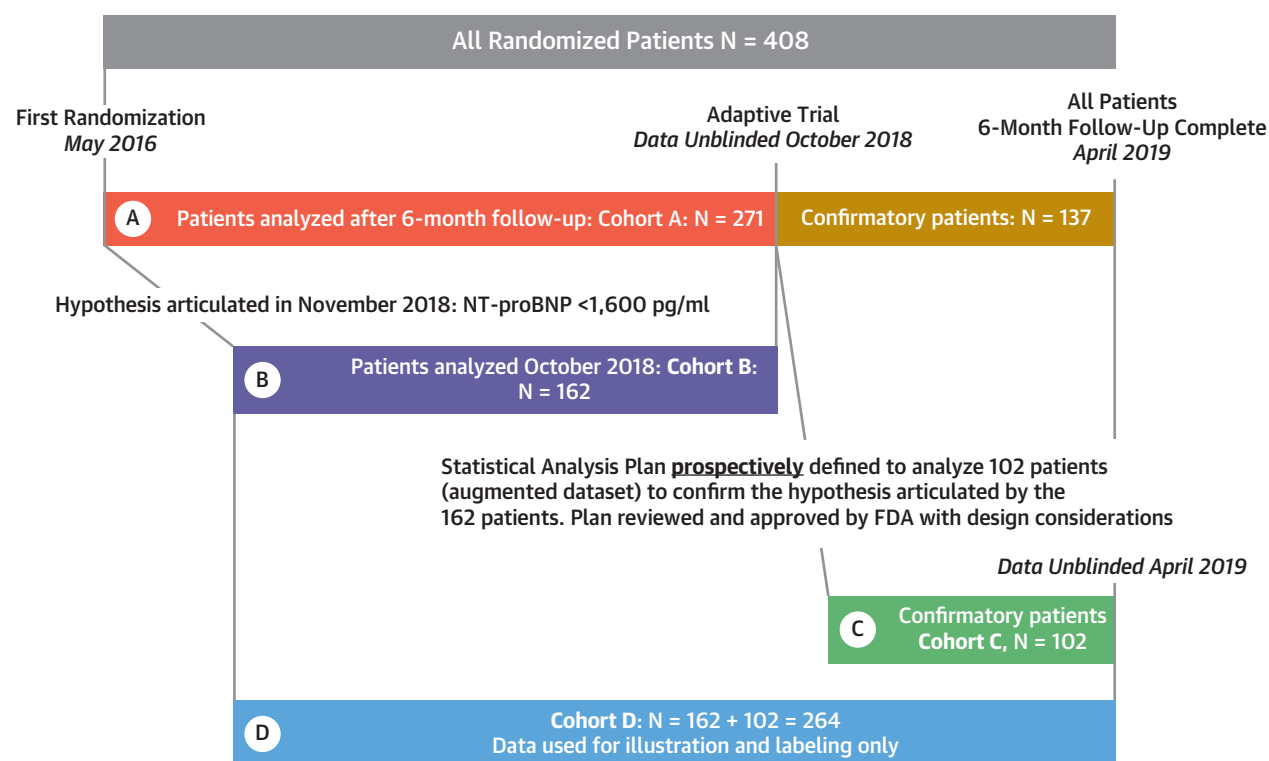 All Randomized Patients N = 408
First Randomization
May 2016
Adaptive Trial
Data Unblinded October 2018
All Patients
6-Month Follow-Up Complete
April 2019
A
Patients analyzed after 6-month follow-up: Cohort A: N = 271
Confirmatory patients: N = 137
Hypothesis articulated in November 2018: NT-proBNP <1,600 pg/ml
B
Patients analyzed October 2018: Cohort B:
N = 162
Statistical Analysis Plan prospectively defined to analyze 102 patients
(augmented dataset) to confirm the hypothesis articulated by the
162 patients. Plan reviewed and approved by FDA with design considerations
Data Unblinded April 2019
C
Confirmatory patients
Cohort C, N = 102
D
Cohort D: N = 162 + 102 = 264
Data used for illustration and labeling only